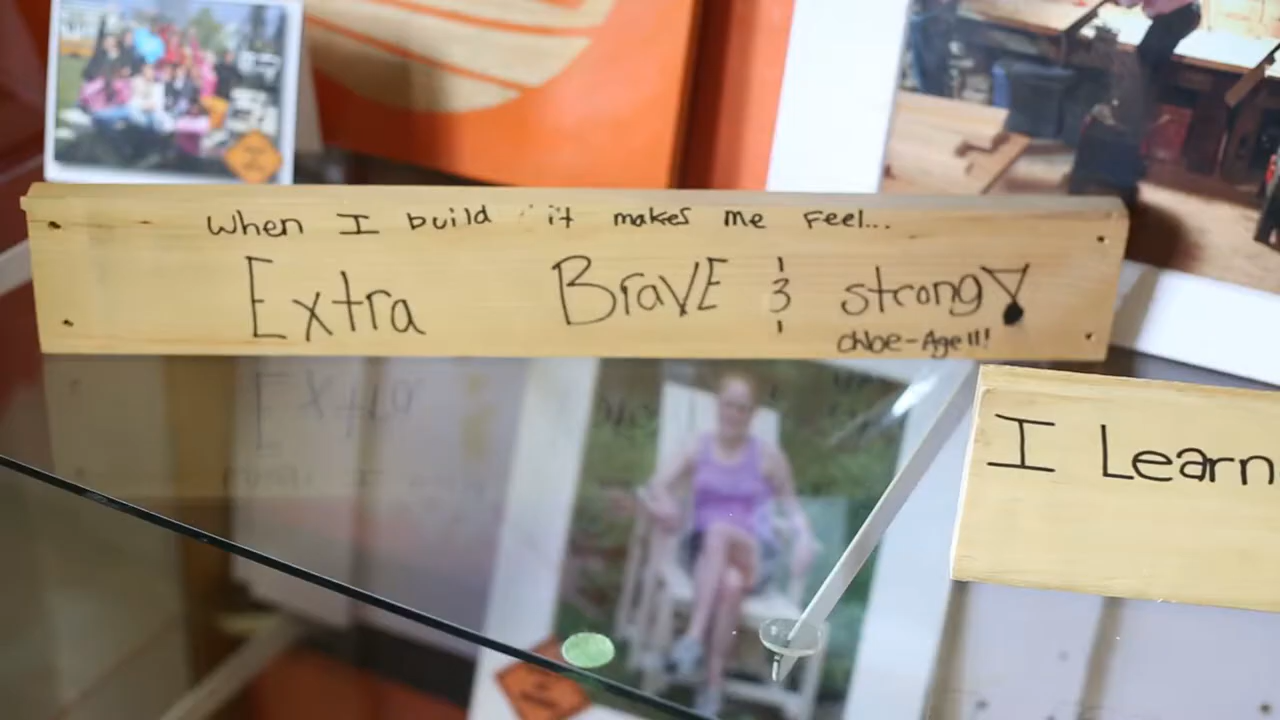 When I build it makes me feel...
Extra BRAVE & strong!
Chloe-Age 11!
I Learn